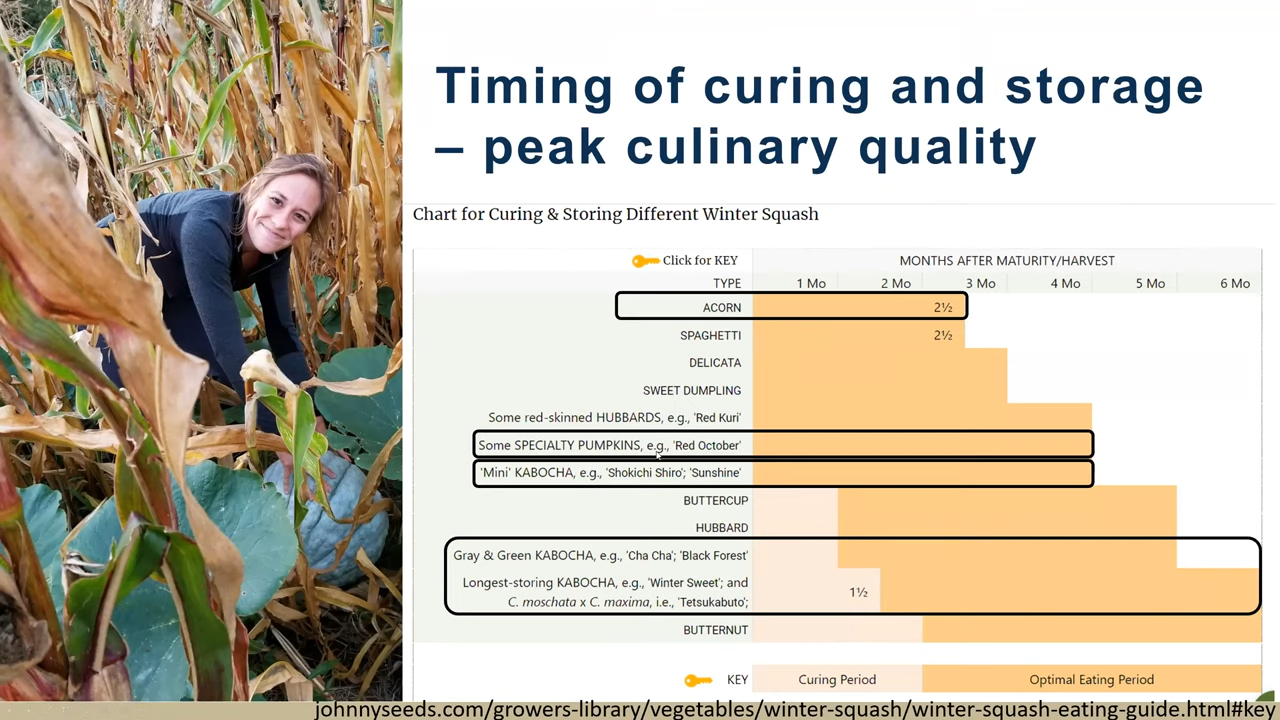 Timing of curing and storage
– peak culinary quality
Chart for Curing & Storing Different Winter Squash
Click for KEY
MONTHS AFTER MATURITY/HARVEST
TYPE 1 Mo 2 Mo 3 Mo 4 Mo 5 Mo 6 Mo
ACORN 2½
SPAGHETTI 2½
DELICATA
SWEET DUMPLING
Some red-skinned HUBBARDS, e.g., 'Red Kuri'
Some SPECIALTY PUMPKINS, e.g., 'Red October'
'Mini' KABOCHA, e.g., 'Shokichi Shiro'; 'Sunshine'
BUTTERCUP
HUBBARD
Gray & Green KABOCHA, e.g., 'Cha Cha'; 'Black Forest'
Longest-storing KABOCHA, e.g., 'Winter Sweet'; and
C. moschata x C. maxima, i.e., 'Tetsukabuto'; 1½
BUTTERNUT
KEY Curing Period Optimal Eating Period
johnnyseeds.com/growers-library/vegetables/winter-squash/winter-squash-eating-guide.html#key